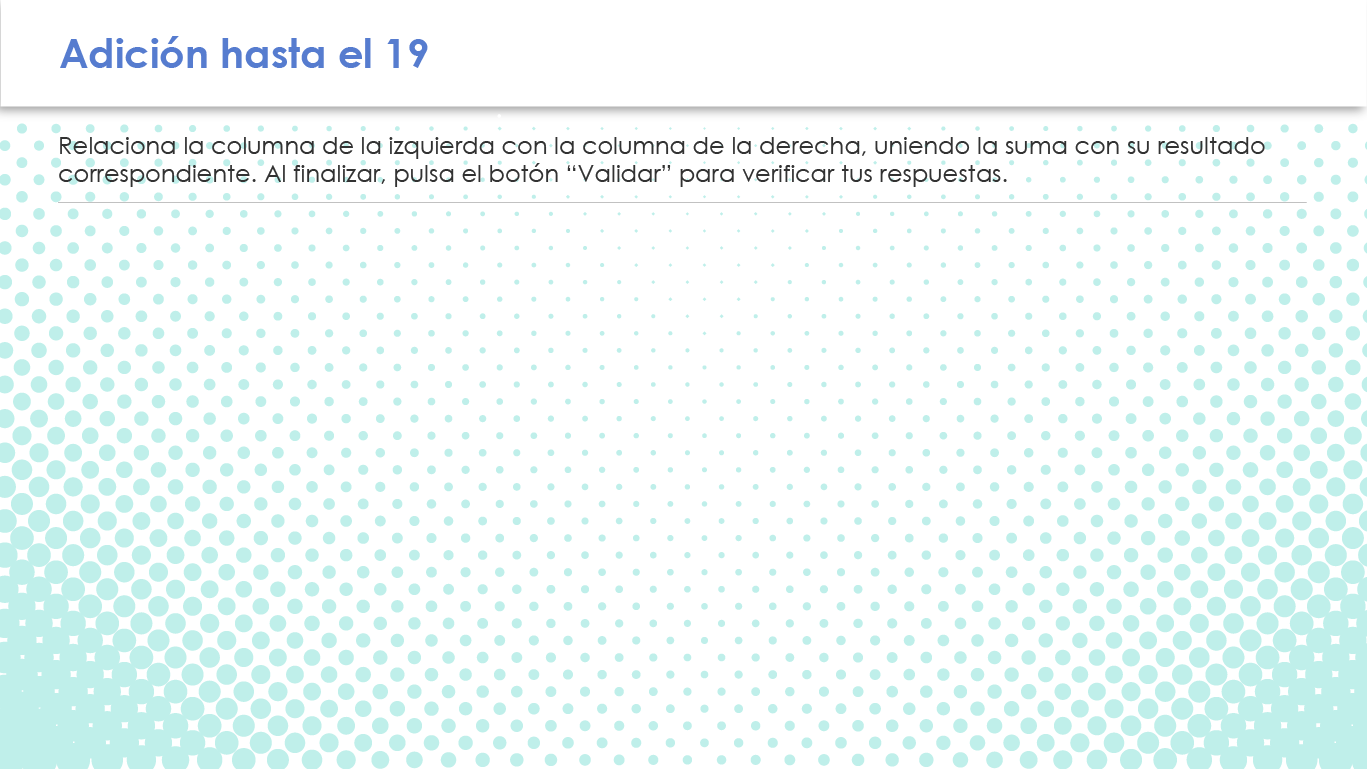 Adición hasta el 19
Relaciona la columna de la izquierda con la columna de la derecha, uniendo la suma con su resultado
correspondiente. Al finalizar, pulsa el botón “Validar” para verificar tus respuestas.